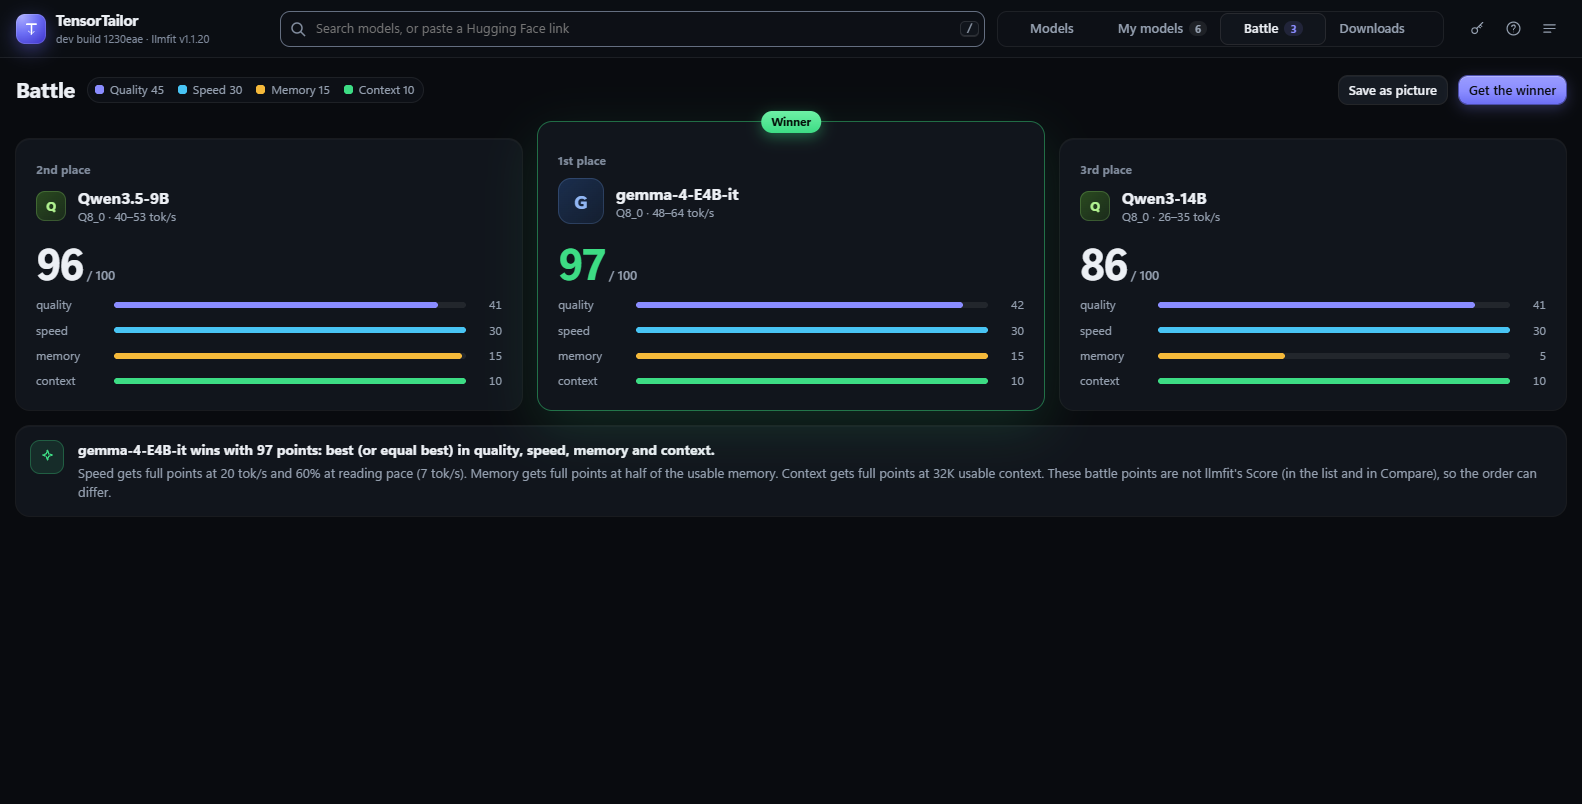 TensorTailor
dev build 1230eae · llmfit v1.1.20
Search models, or paste a Hugging Face link
/
Models
My models 6
Battle 3
Downloads
Battle
Quality 45
Speed 30
Memory 15
Context 10
Save as picture
Get the winner
2nd place
Q
Qwen3.5-9B
Q8_0 · 40–53 tok/s
96 / 100
quality 41
speed 30
memory 15
context 10
Winner
1st place
G
gemma-4-E4B-it
Q8_0 · 48–64 tok/s
97 / 100
quality 42
speed 30
memory 15
context 10
3rd place
Q
Qwen3-14B
Q8_0 · 26–35 tok/s
86 / 100
quality 41
speed 30
memory 5
context 10
gemma-4-E4B-it wins with 97 points: best (or equal best) in quality, speed, memory and context.
Speed gets full points at 20 tok/s and 60% at reading pace (7 tok/s). Memory gets full points at half of the usable memory. Context gets full points at 32K usable context. These battle points are not llmfit's Score (in the list and in Compare), so the order can
differ.